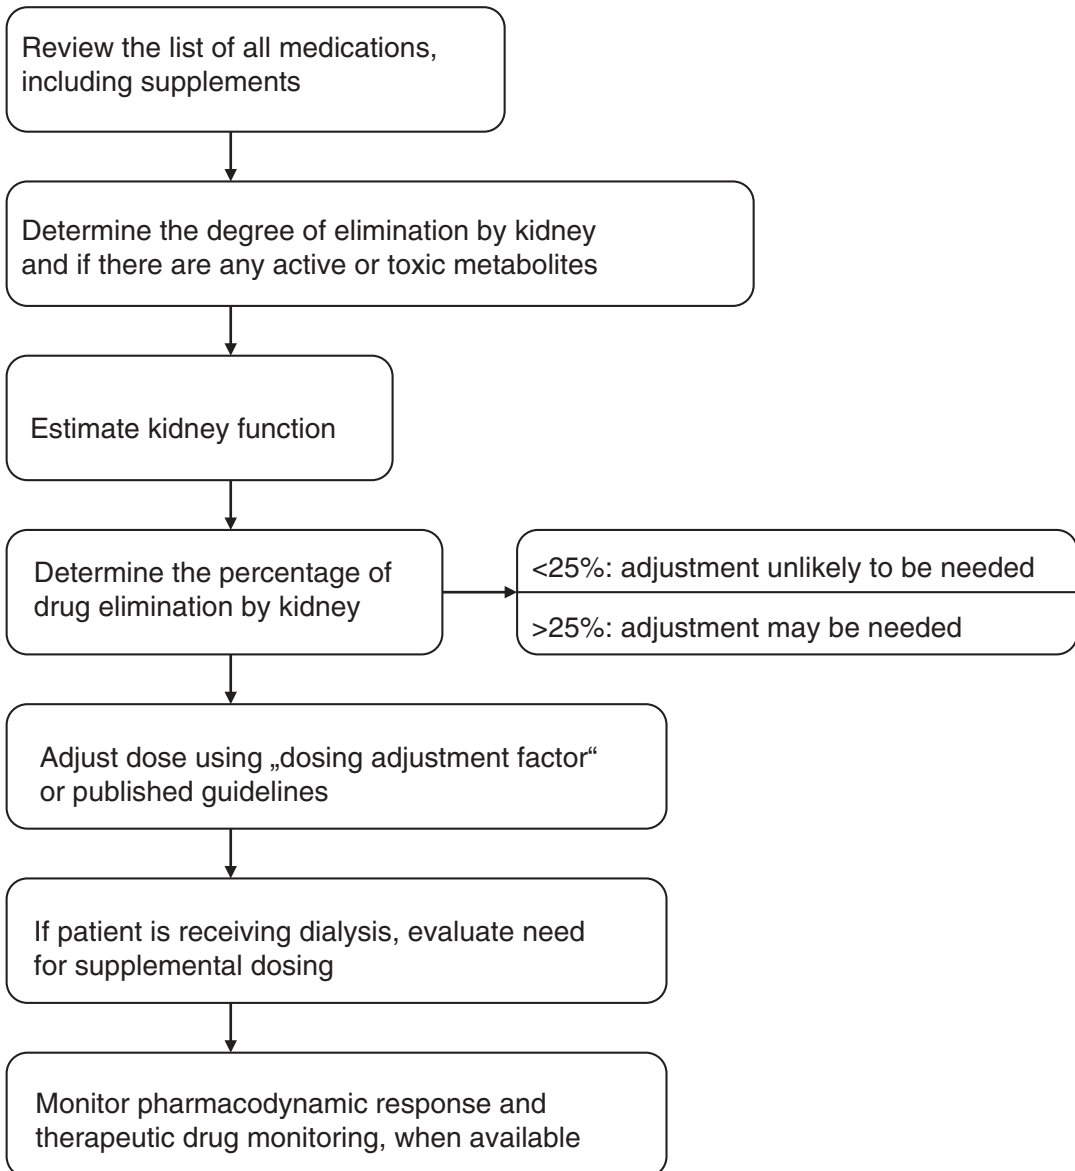 Review the list of all medications,
including supplements
Determine the degree of elimination by kidney
and if there are any active or toxic metabolites
Estimate kidney function
Determine the percentage of
drug elimination by kidney
<25%: adjustment unlikely to be needed
>25%: adjustment may be needed
Adjust dose using „dosing adjustment factor“
or published guidelines
If patient is receiving dialysis, evaluate need
for supplemental dosing
Monitor pharmacodynamic response and
therapeutic drug monitoring, when available